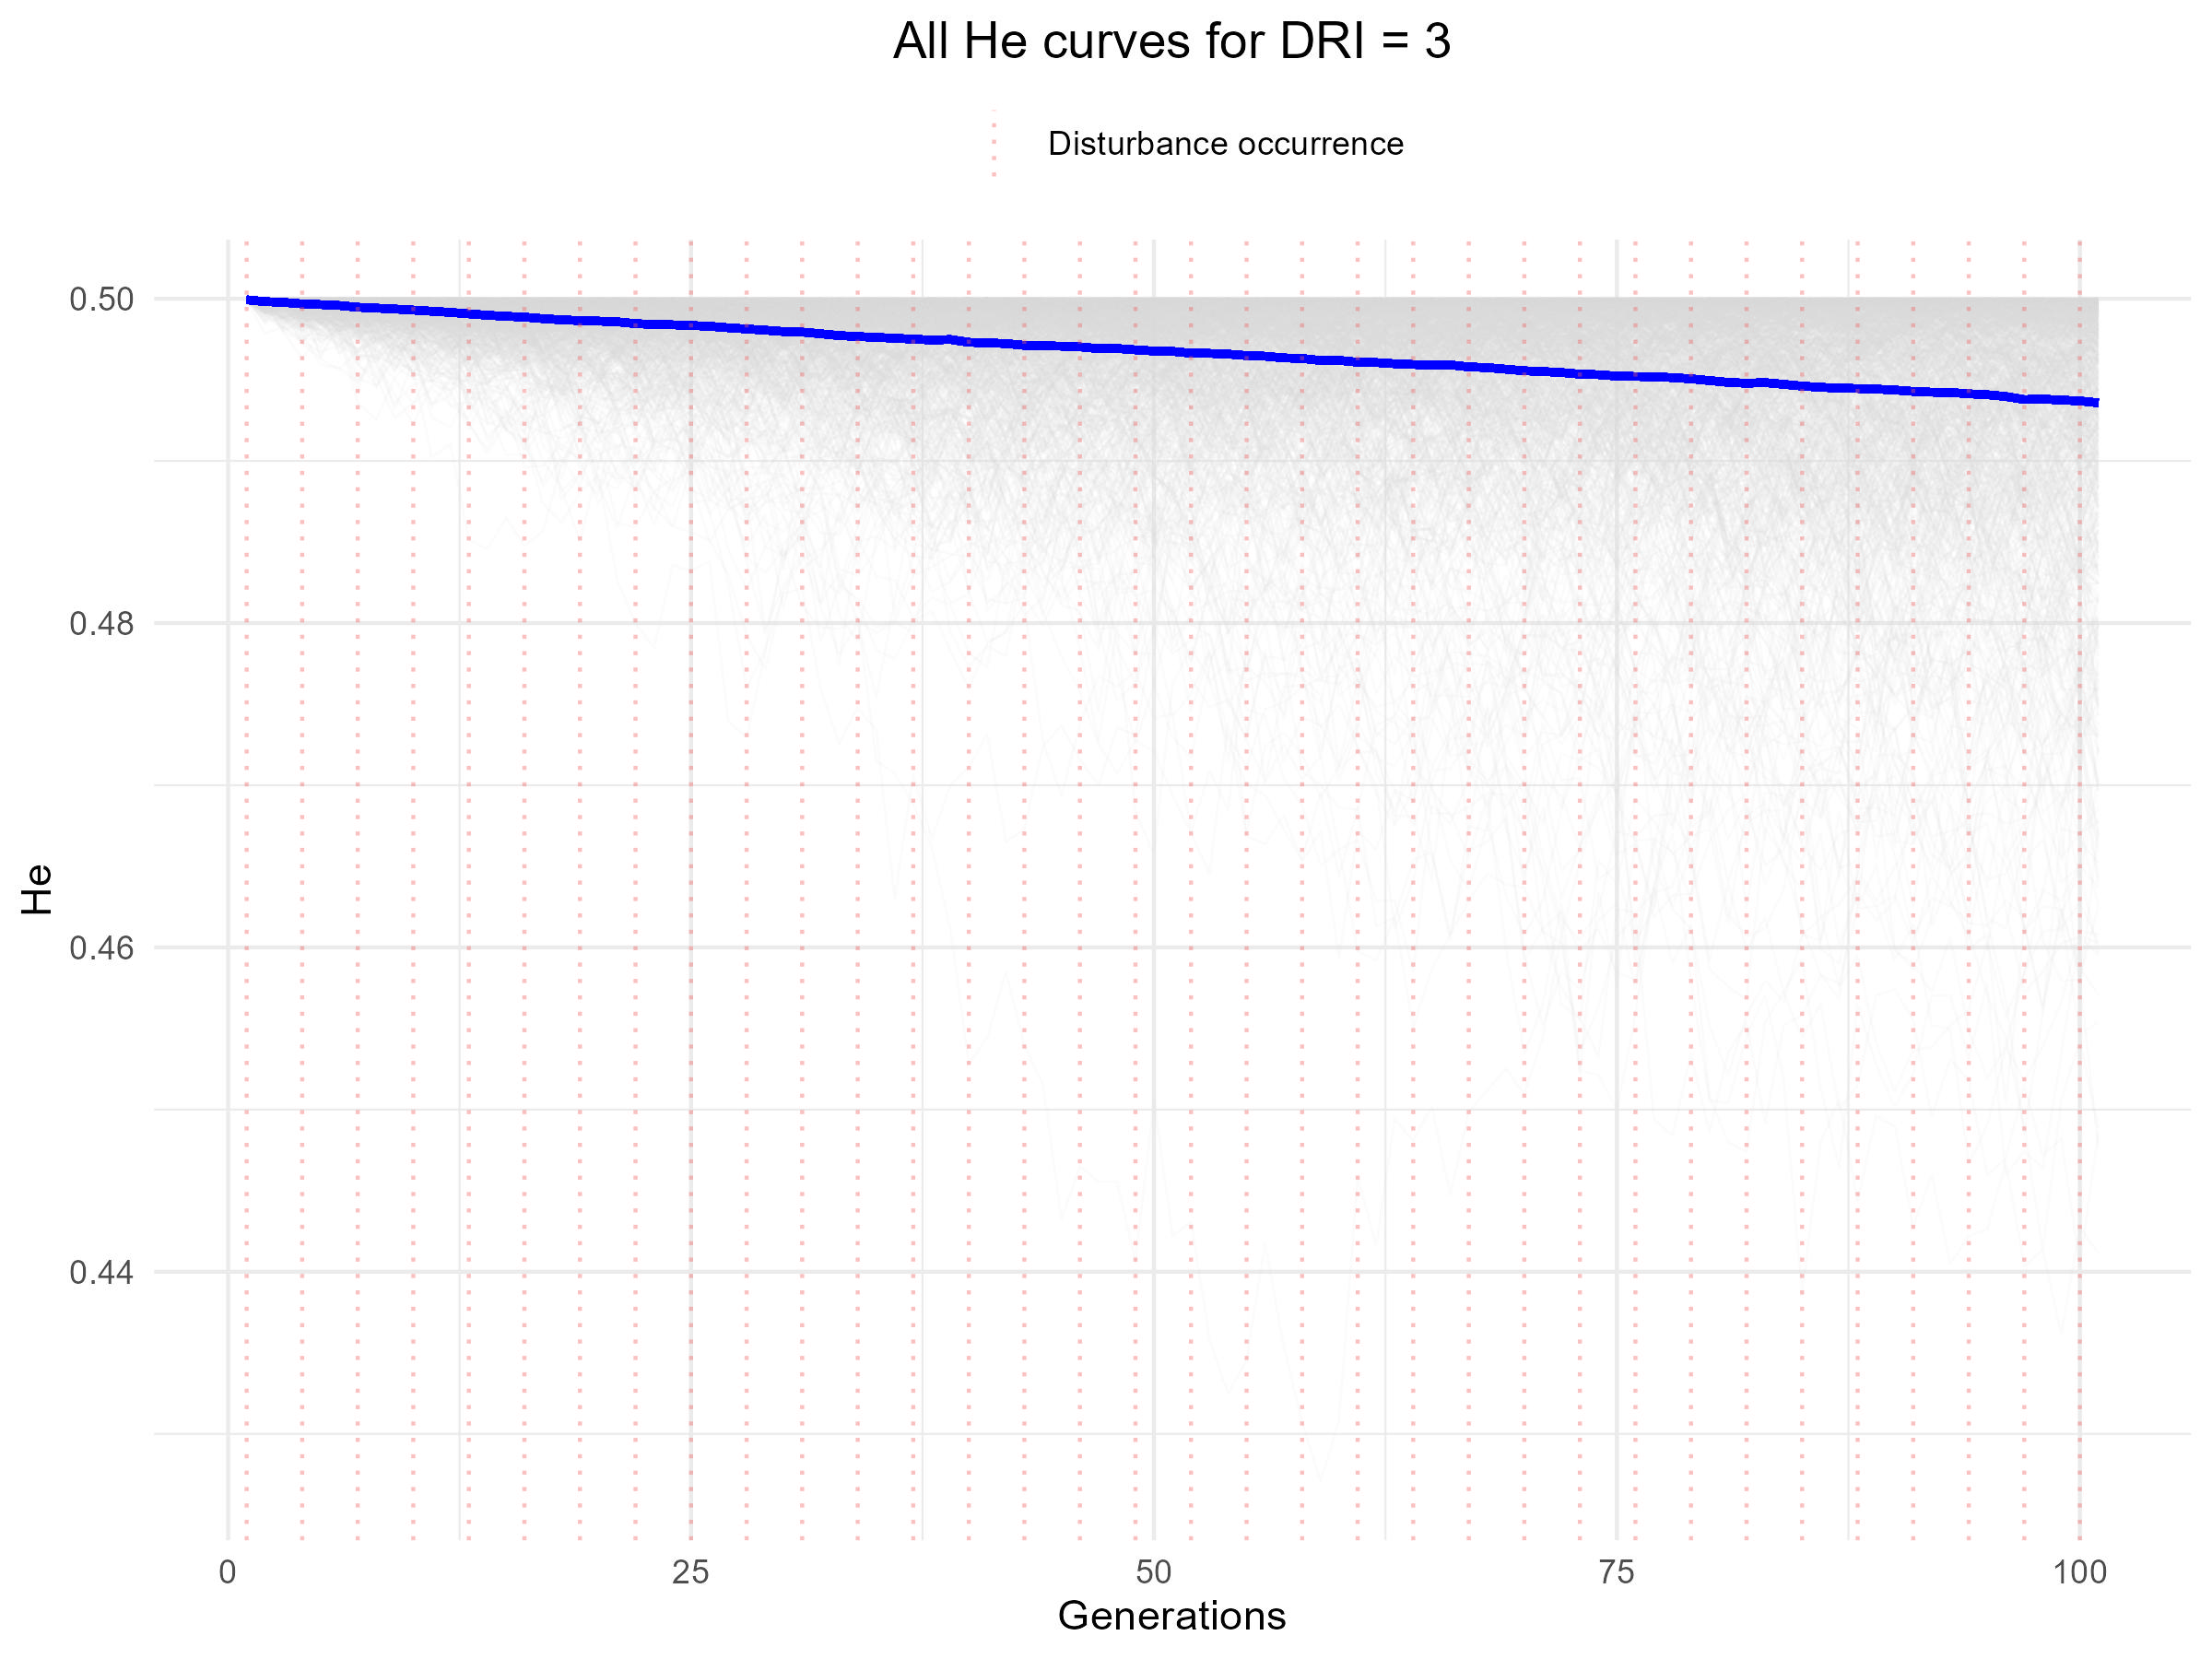 All He curves for DRI = 3
Disturbance occurrence
0.50
0.48
0.46
0.44
He
0 25 50 75 100
Generations